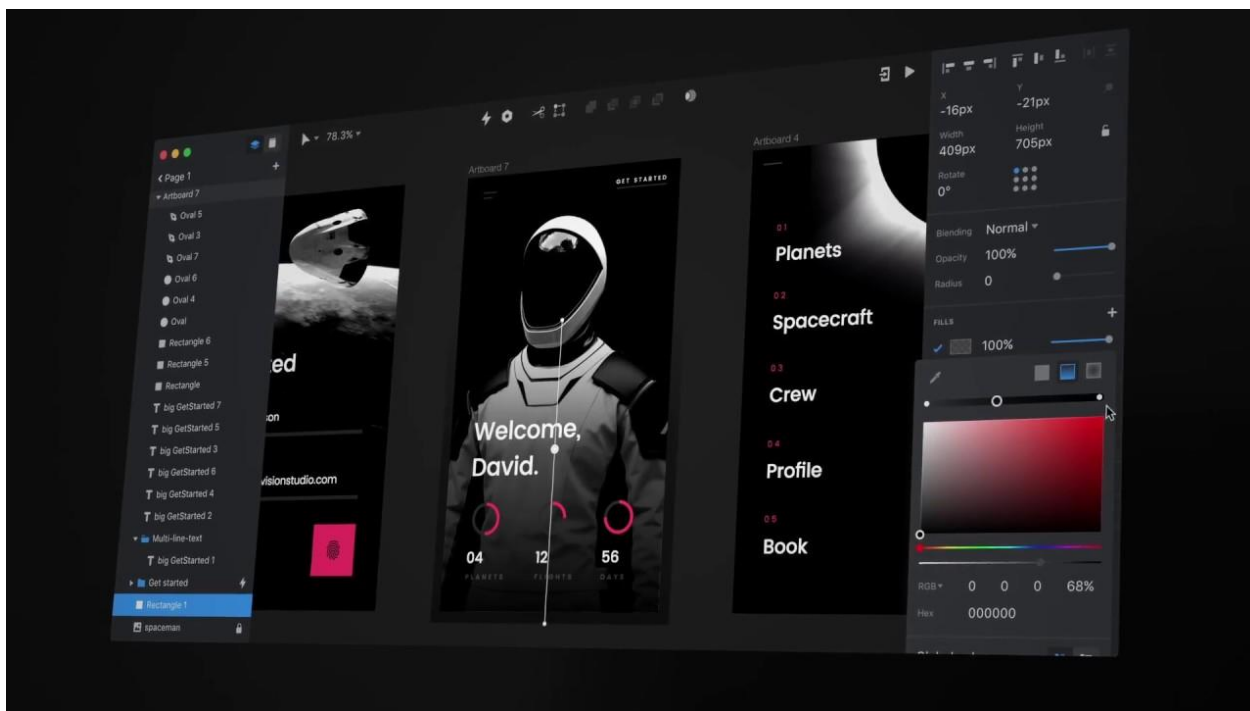 Page 1
Artboard 7
Oval 5
Oval 3
Oval 7
Oval 6
Oval 4
Oval
Rectangle 6
Rectangle 5
Rectangle
big GetStarted 7
big GetStarted 5
big GetStarted 3
big GetStarted 6
big GetStarted 4
big GetStarted 2
Multi-line-text
big GetStarted 1
Get started
Rectangle 1
spaceman
78.3%
ed
son
visionstudio.com
Artboard 7
GET STARTED
Welcome,
David.
04 12 56
PLANETS FLIGHTS DAYS
Artboard 4
01
Planets
02
Spacecraft
03
Crew
04
Profile
05
Book
X Y
-16px -21px
Width Height
409px 705px
Rotate
0°
Blending Normal
Opacity 100%
Radius 0
FILLS
100%
RGB 0 0 0 68%
Hex 000000